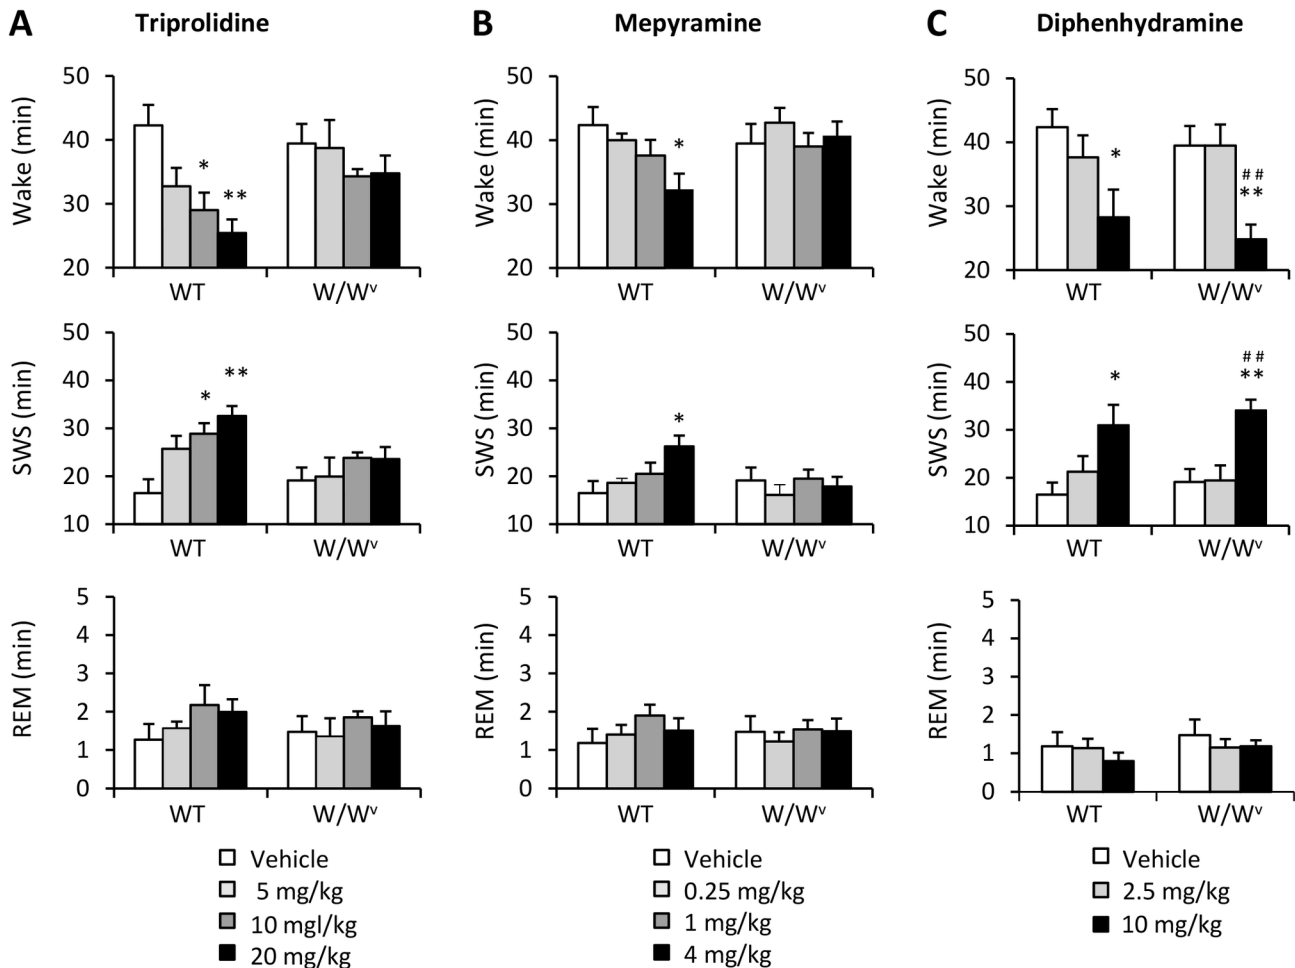 A Triprolidine
B Mepyramine
C Diphenhydramine
Wake (min)
50
40
30
20
*
**
WT
W/Wᵛ
Wake (min)
50
40
30
20
*
WT
W/Wᵛ
Wake (min)
50
40
30
20
*
##
**
WT
W/Wᵛ
SWS (min)
50
40
30
20
10
*
**
WT
W/Wᵛ
SWS (min)
50
40
30
20
10
*
WT
W/Wᵛ
SWS (min)
50
40
30
20
10
*
##
**
WT
W/Wᵛ
REM (min)
5
4
3
2
1
0
WT
W/Wᵛ
REM (min)
5
4
3
2
1
0
WT
W/Wᵛ
REM (min)
5
4
3
2
1
0
WT
W/Wᵛ
Vehicle
5 mg/kg
10 mgl/kg
20 mg/kg
Vehicle
0.25 mg/kg
1 mg/kg
4 mg/kg
Vehicle
2.5 mg/kg
10 mg/kg